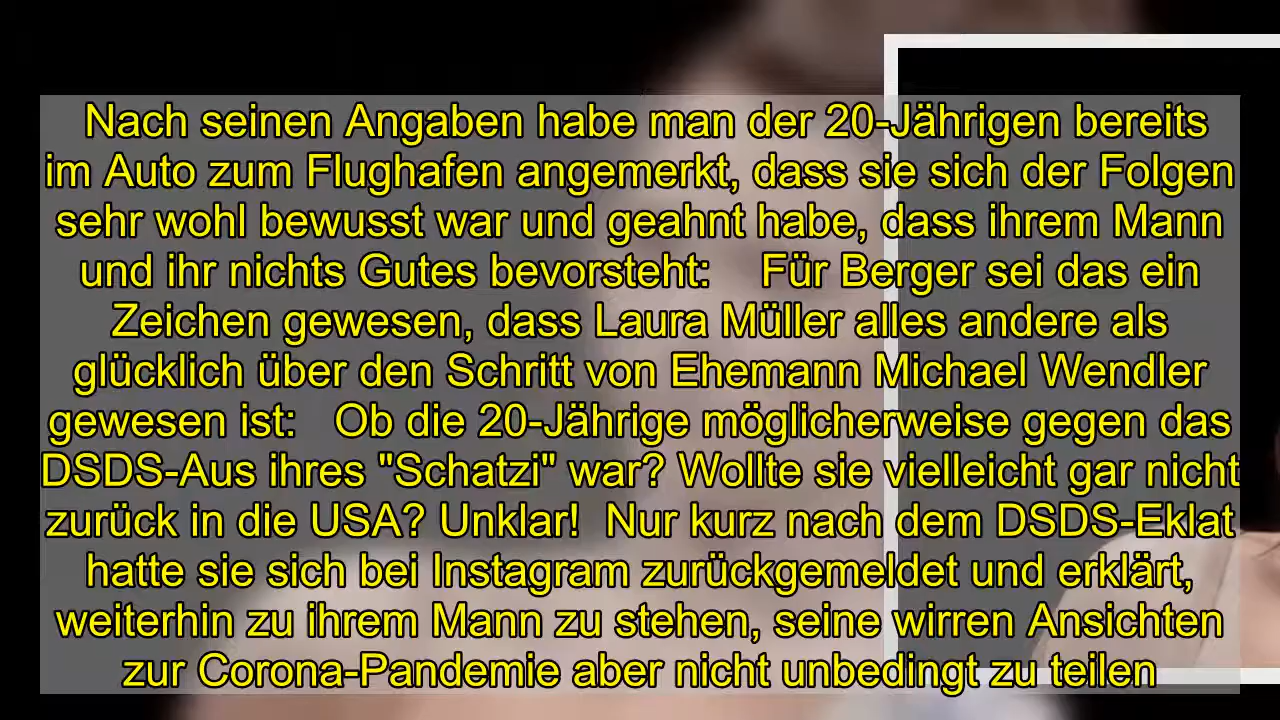 Nach seinen Angaben habe man der 20-Jährigen bereits
im Auto zum Flughafen angemerkt, dass sie sich der Folgen
sehr wohl bewusst war und geahnt habe, dass ihrem Mann
und ihr nichts Gutes bevorsteht: Für Berger sei das ein
Zeichen gewesen, dass Laura Müller alles andere als
glücklich über den Schritt von Ehemann Michael Wendler
gewesen ist: Ob die 20-Jährige möglicherweise gegen das
DSDS-Aus ihres "Schatzi" war? Wollte sie vielleicht gar nicht
zurück in die USA? Unklar! Nur kurz nach dem DSDS-Eklat
hatte sie sich bei Instagram zurückgemeldet und erklärt,
weiterhin zu ihrem Mann zu stehen, seine wirren Ansichten
zur Corona-Pandemie aber nicht unbedingt zu teilen